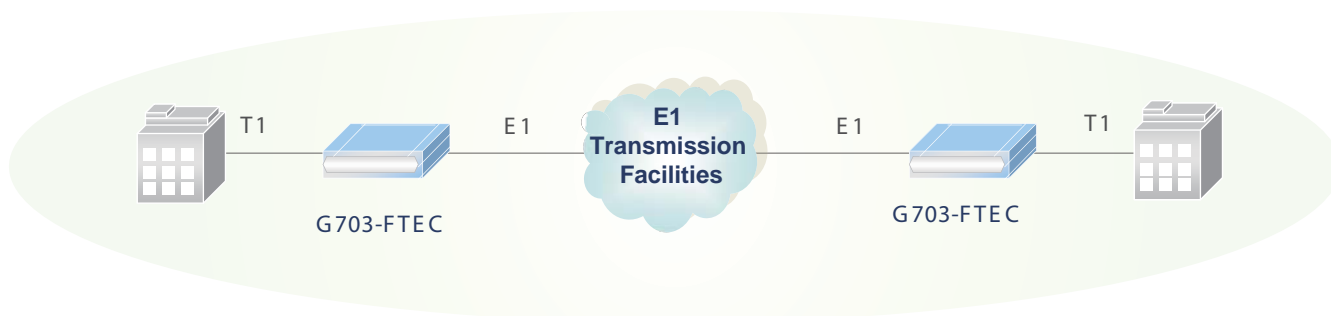 T1
E1
E1
Transmission
Facilities
E1
T1
G703-FTEC
G703-FTEC